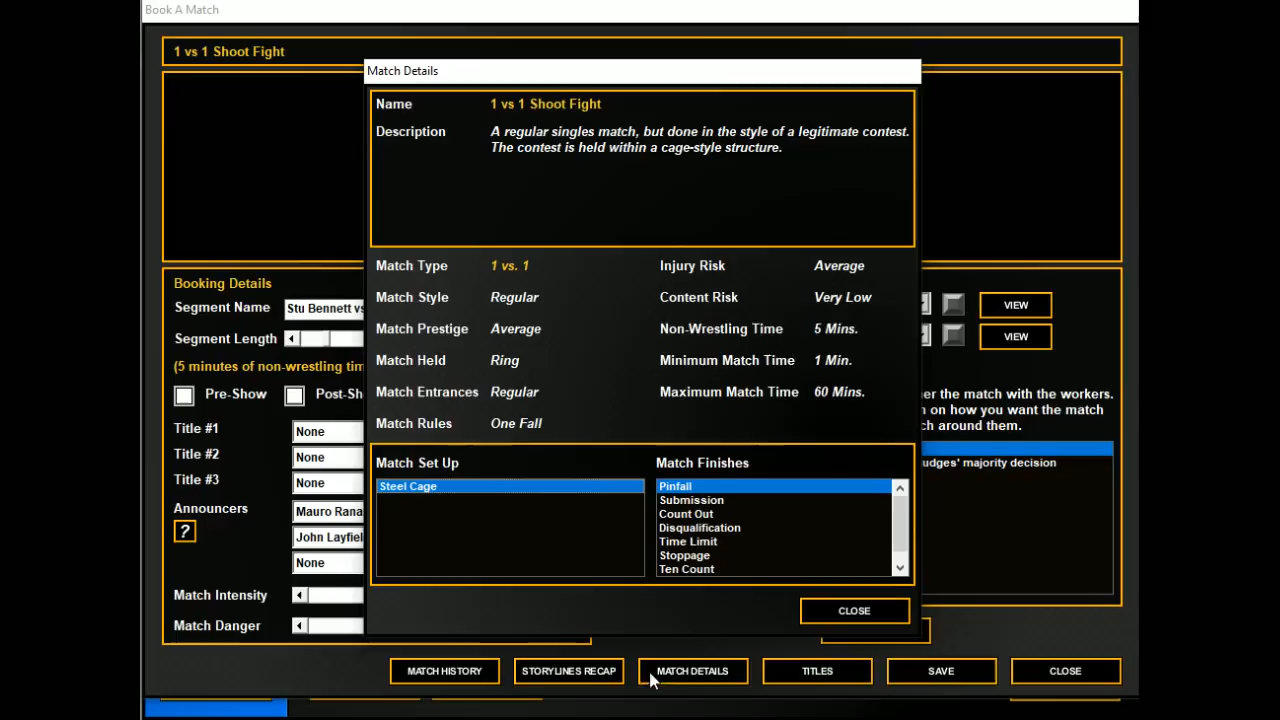 Book A Match
1 vs 1 Shoot Fight
Match Details
Name 1 vs 1 Shoot Fight
Description A regular singles match, but done in the style of a legitimate contest.
The contest is held within a cage-style structure.
Match Type 1 vs. 1 Injury Risk Average
Match Style Regular Content Risk Very Low
Match Prestige Average Non-Wrestling Time 5 Mins.
Match Held Ring Minimum Match Time 1 Min.
Match Entrances Regular Maximum Match Time 60 Mins.
Match Rules One Fall
Match Set Up Match Finishes
Steel Cage Pinfall
Submission
Count Out
Disqualification
Time Limit
Stoppage
Ten Count
CLOSE
Booking Details
Segment Name Stu Bennett vs VIEW
Segment Length VIEW
(5 minutes of non-wrestling tim
Pre-Show Post-Sh
er the match with the workers.
n on how you want the match
ch around them.
Title #1 None
Title #2 None
Title #3 None
udges' majority decision
Announcers Mauro Rana
? John Layfiel
None
Match Intensity
Match Danger
MATCH HISTORY STORYLINES RECAP MATCH DETAILS TITLES SAVE CLOSE